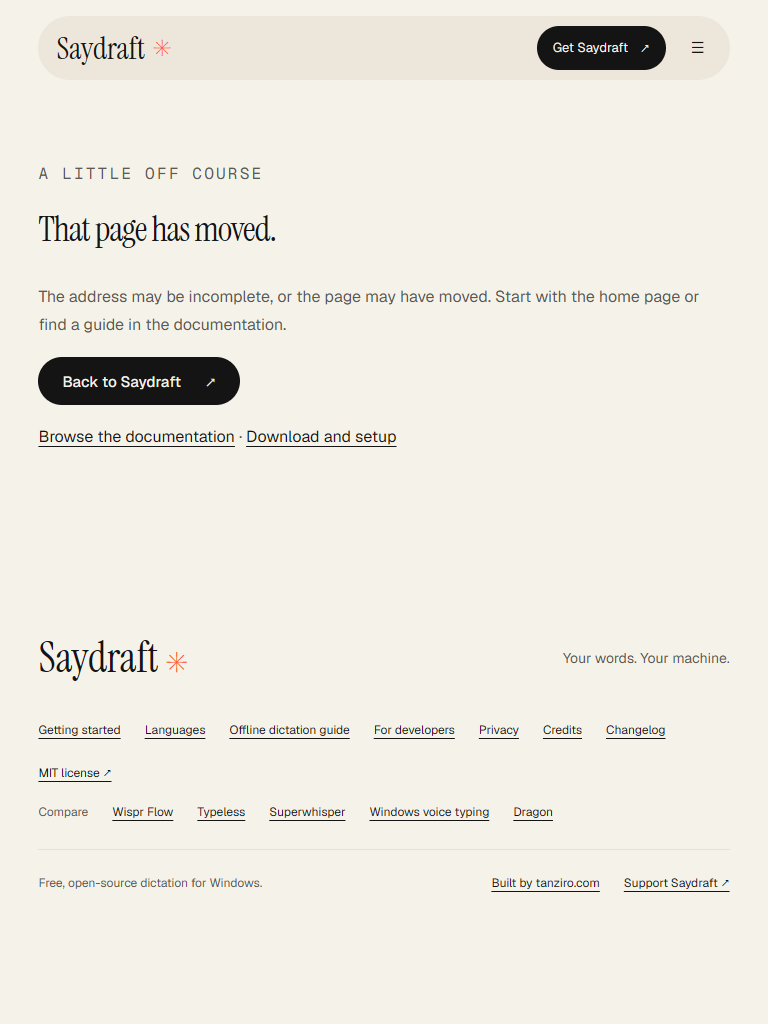 Saydraft
Get Saydraft ↗ ☰
A LITTLE OFF COURSE
That page has moved.
The address may be incomplete, or the page may have moved. Start with the home page or
find a guide in the documentation.
Back to Saydraft ↗
Browse the documentation · Download and setup
Saydraft
Your words. Your machine.
Getting started Languages Offline dictation guide For developers Privacy Credits Changelog
MIT license ↗
Compare Wispr Flow Typeless Superwhisper Windows voice typing Dragon
Free, open-source dictation for Windows.
Built by tanziro.com Support Saydraft ↗